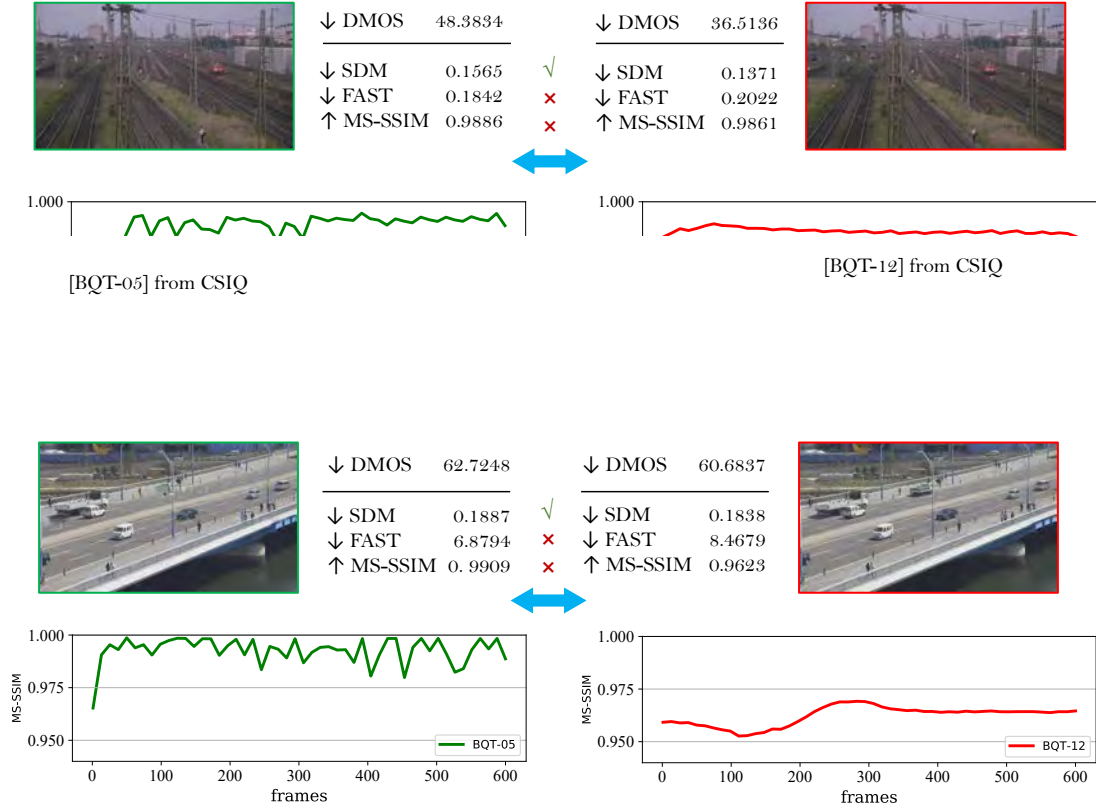 ↓ DMOS 48.3834
↓ SDM 0.1565 √
↓ FAST 0.1842 ×
↑ MS-SSIM 0.9886 ×
↓ DMOS 36.5136
↓ SDM 0.1371
↓ FAST 0.2022
↑ MS-SSIM 0.9861
1.000
1.000
[BQT-05] from CSIQ
[BQT-12] from CSIQ
↓ DMOS 62.7248
↓ SDM 0.1887 √
↓ FAST 6.8794 ×
↑ MS-SSIM 0. 9909 ×
↓ DMOS 60.6837
↓ SDM 0.1838
↓ FAST 8.4679
↑ MS-SSIM 0.9623
MS-SSIM
1.000
0.975
0.950
BQT-05
0 100 200 300 400 500 600
frames
MS-SSIM
1.000
0.975
0.950
BQT-12
0 100 200 300 400 500 600
frames